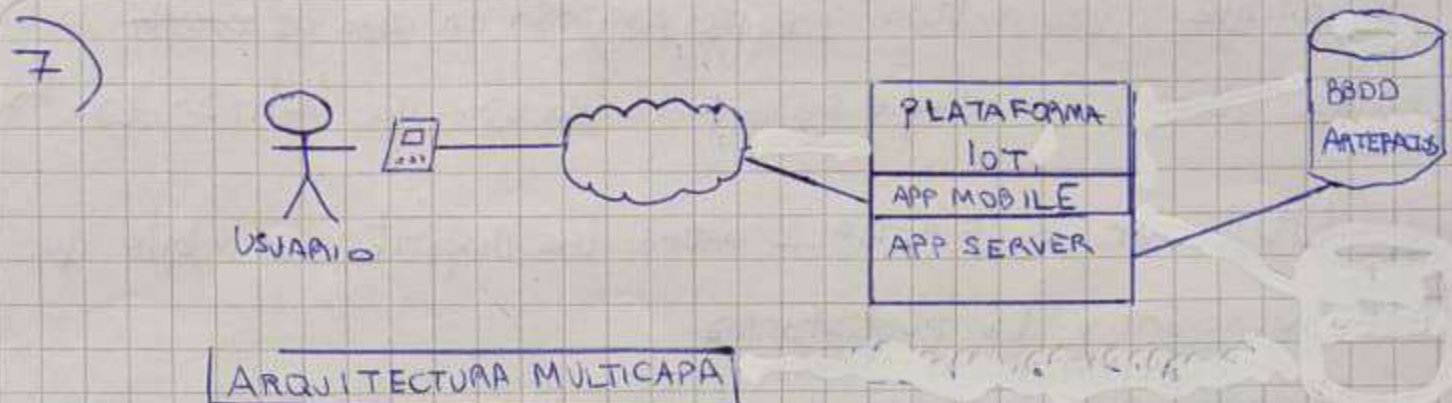 7)
USUARIO
PLATAFORMA
IOT.
APP MOBILE
APP SERVER
BBDD
ARTEFACTOS
ARQUITECTURA MULTICAPA